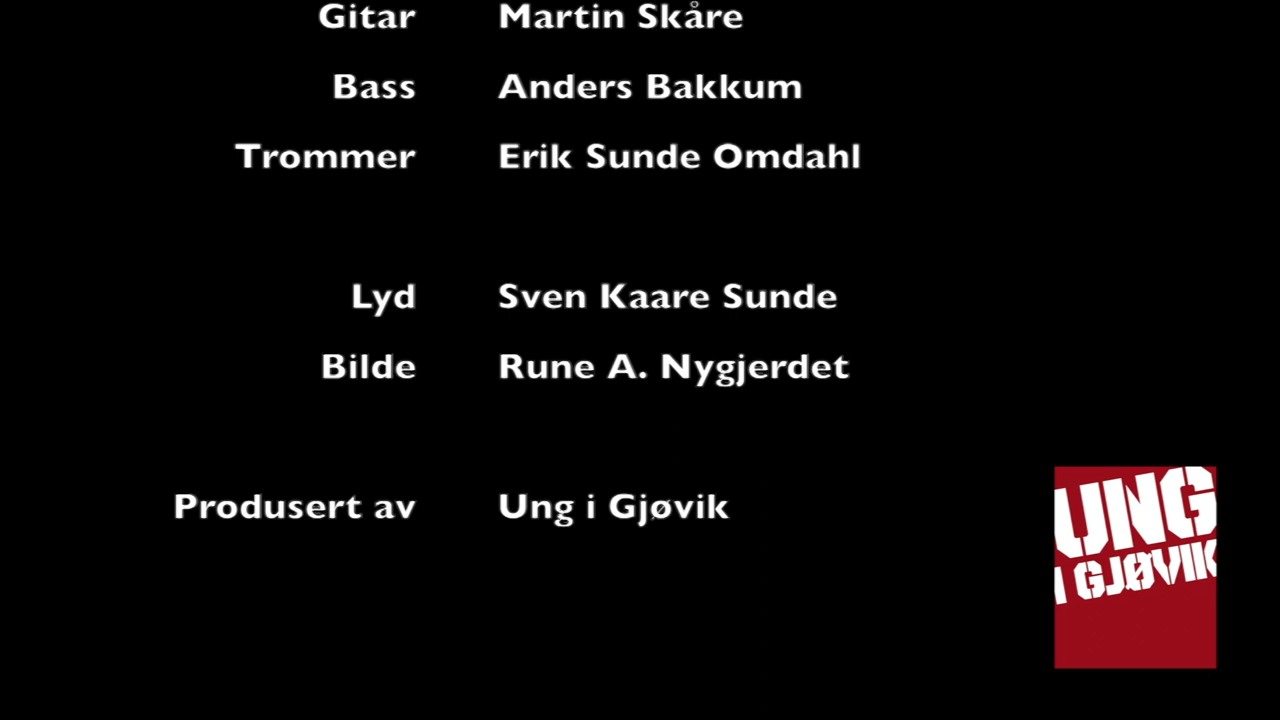 Gitar Martin Skåre
Bass Anders Bakkum
Trommer Erik Sunde Omdahl
Lyd Sven Kaare Sunde
Bilde Rune A. Nygjerdet
Produsert av Ung i Gjøvik
UNG
I GJØVIK